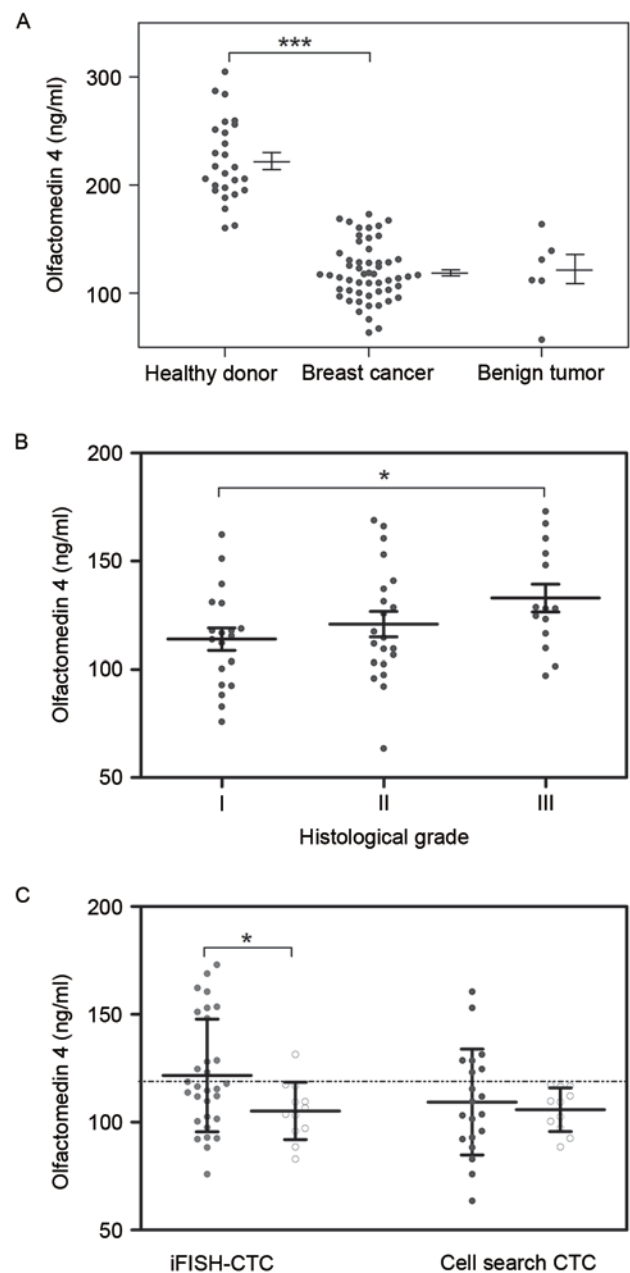 A
***
Olfactomedin 4 (ng/ml)
300
200
100
Healthy donor Breast cancer Benign tumor
B
200
*
Olfactomedin 4 (ng/ml)
150
100
50
I II III
Histological grade
C
200
*
Olfactomedin 4 (ng/ml)
150
100
50
iFISH-CTC Cell search CTC